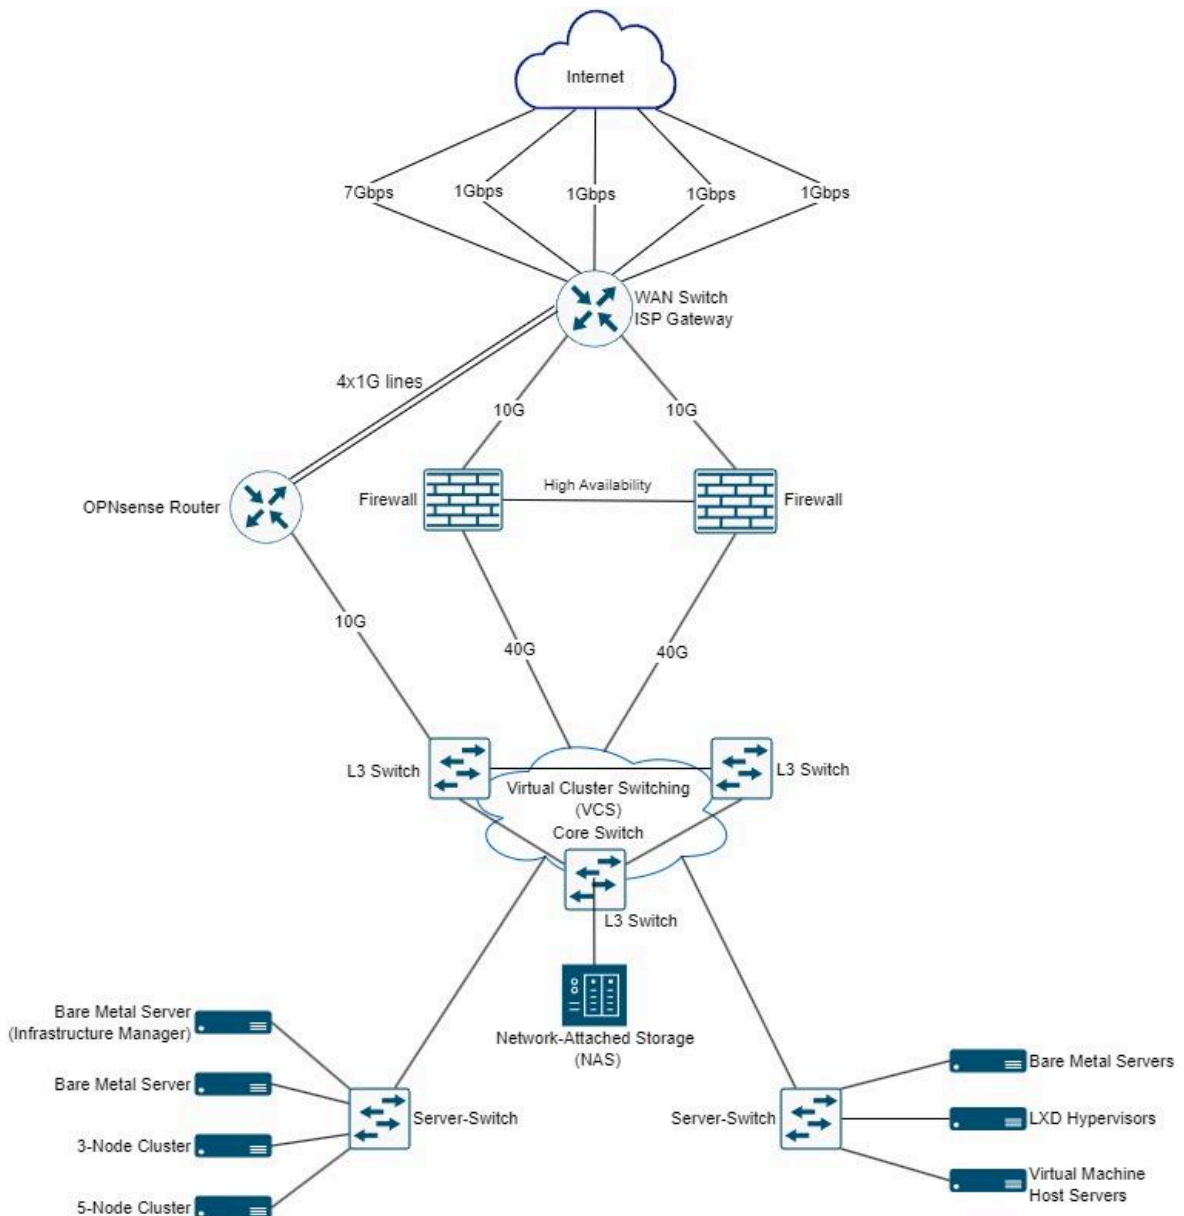 Internet
7Gbps
1Gbps
1Gbps
1Gbps
1Gbps
WAN Switch
ISP Gateway
4x1G lines
10G
10G
OPNsense Router
Firewall
High Availability
Firewall
10G
40G
40G
L3 Switch
Virtual Cluster Switching
(VCS)
Core Switch
L3 Switch
L3 Switch
Network-Attached Storage
(NAS)
Bare Metal Server
(Infrastructure Manager)
Bare Metal Server
3-Node Cluster
5-Node Cluster
Server-Switch
Server-Switch
Bare Metal Servers
LXD Hypervisors
Virtual Machine
Host Servers